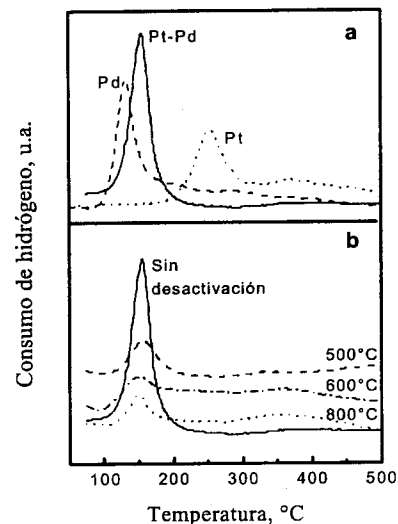 a
Pt-Pd
Pd
Pt
b
Sin
desactivación
500°C
600°C
800°C
100 200 300 400 500
Temperatura, °C
Consumo de hidrógeno, u.a.